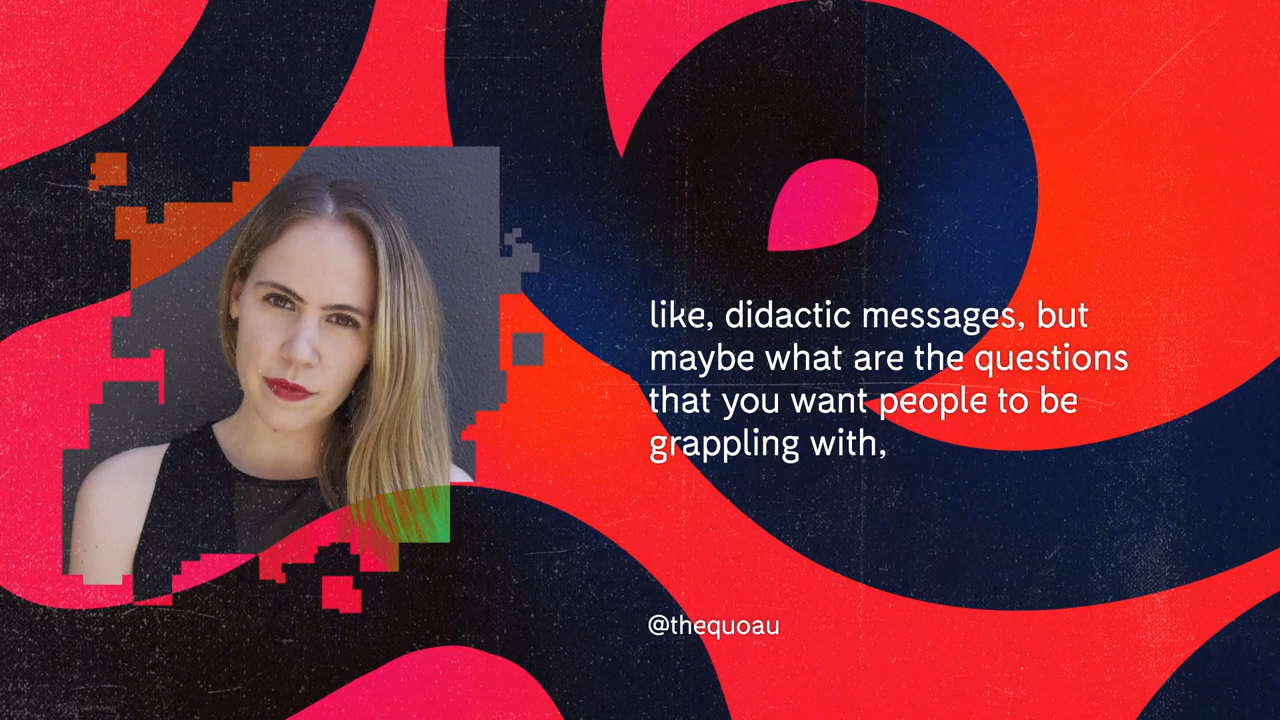 like, didactic messages, but
maybe what are the questions
that you want people to be
grappling with,
@thequoau